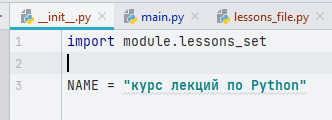 __init__.py main.py lessons_file.py
1 import module.lessons_set
2
3 NAME = "курс лекций по Python"